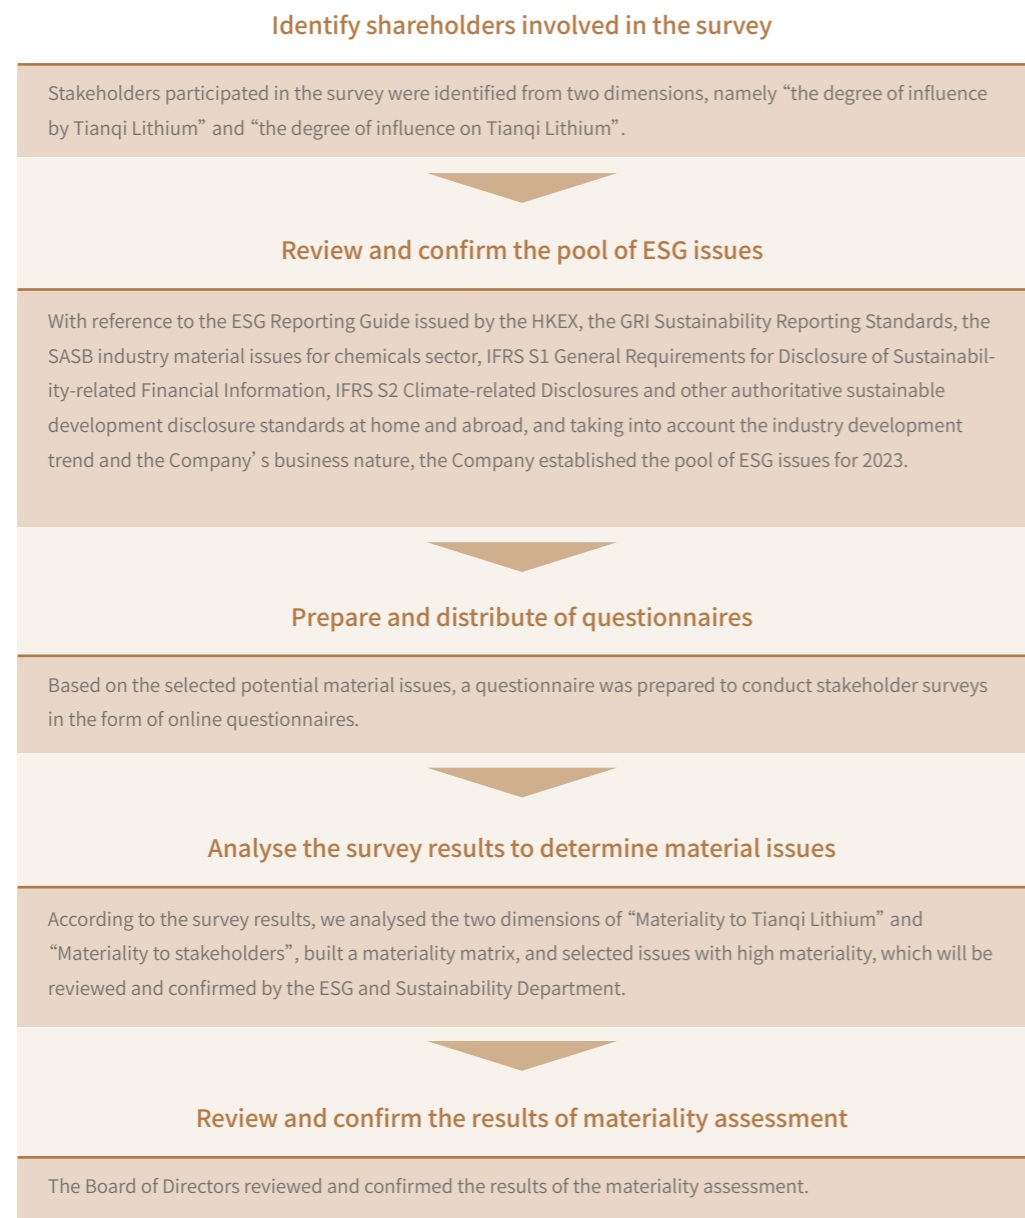 Identify shareholders involved in the survey
Stakeholders participated in the survey were identified from two dimensions, namely “the degree of influence
by Tianqi Lithium” and “the degree of influence on Tianqi Lithium”.
Review and confirm the pool of ESG issues
With reference to the ESG Reporting Guide issued by the HKEX, the GRI Sustainability Reporting Standards, the
SASB industry material issues for chemicals sector, IFRS S1 General Requirements for Disclosure of Sustainabil-
ity-related Financial Information, IFRS S2 Climate-related Disclosures and other authoritative sustainable
development disclosure standards at home and abroad, and taking into account the industry development
trend and the Company’s business nature, the Company established the pool of ESG issues for 2023.
Prepare and distribute of questionnaires
Based on the selected potential material issues, a questionnaire was prepared to conduct stakeholder surveys
in the form of online questionnaires.
Analyse the survey results to determine material issues
According to the survey results, we analysed the two dimensions of “Materiality to Tianqi Lithium” and
“Materiality to stakeholders”, built a materiality matrix, and selected issues with high materiality, which will be
reviewed and confirmed by the ESG and Sustainability Department.
Review and confirm the results of materiality assessment
The Board of Directors reviewed and confirmed the results of the materiality assessment.